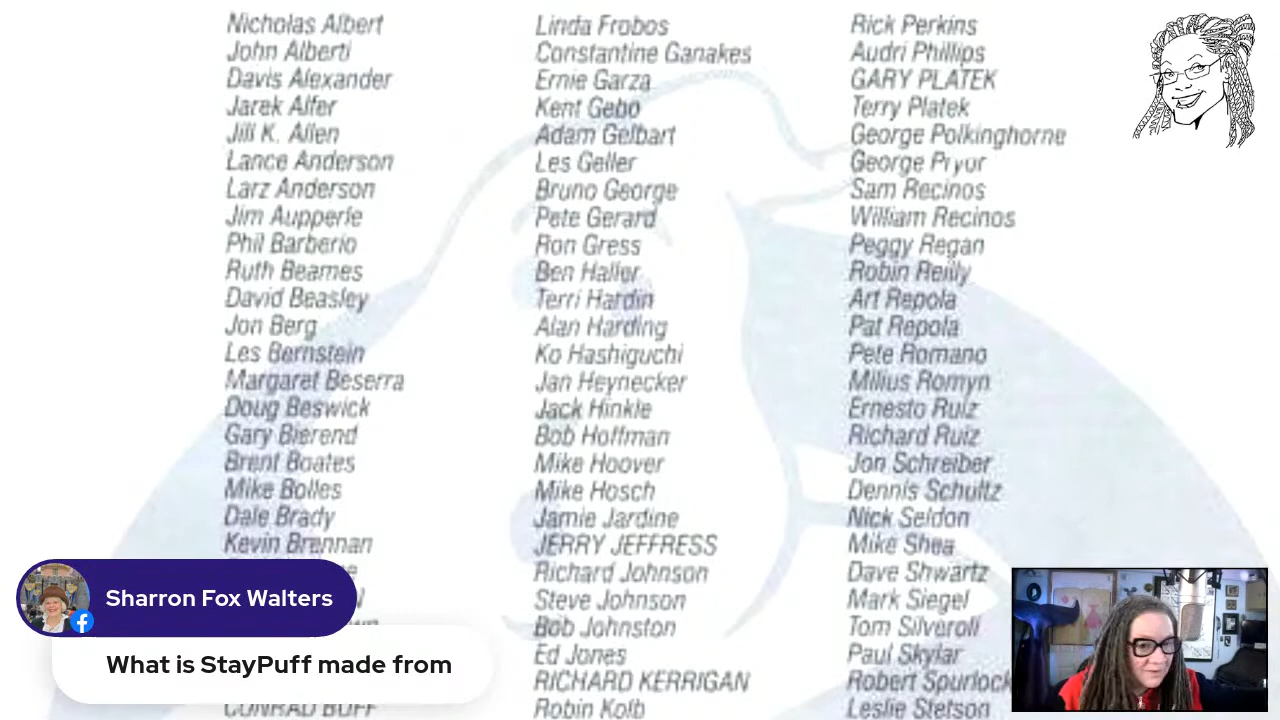 Nicholas Albert
John Alberti
Davis Alexander
Jarek Alfer
Jill K. Allen
Lance Anderson
Larz Anderson
Jim Aupperle
Phil Barberio
Ruth Beames
David Beasley
Jon Berg
Les Bernstein
Margaret Beserra
Doug Beswick
Gary Bierend
Brent Boates
Mike Bolles
Dale Brady
Kevin Brennan
CONRAD BUFF
Linda Frobos
Constantine Ganakes
Ernie Garza
Kent Gebo
Adam Gelbart
Les Geller
Bruno George
Pete Gerard
Ron Gress
Ben Haller
Terri Hardin
Alan Harding
Ko Hashiguchi
Jan Heynecker
Jack Hinkle
Bob Hoffman
Mike Hoover
Mike Hosch
Jamie Jardine
JERRY JEFFRESS
Richard Johnson
Steve Johnson
Bob Johnston
Ed Jones
RICHARD KERRIGAN
Robin Kolb
Rick Perkins
Audri Phillips
GARY PLATEK
Terry Platek
George Polkinghorne
George Pryor
Sam Recinos
William Recinos
Peggy Regan
Robin Reilly
Art Repola
Pat Repola
Pete Romano
Milius Romyn
Ernesto Ruiz
Richard Ruiz
Jon Schreiber
Dennis Schultz
Nick Seldon
Mike Shea
Dave Shwartz
Mark Siegel
Tom Silveroli
Paul Skylar
Robert Spurlock
Leslie Stetson
Sharron Fox Walters
What is StayPuff made from